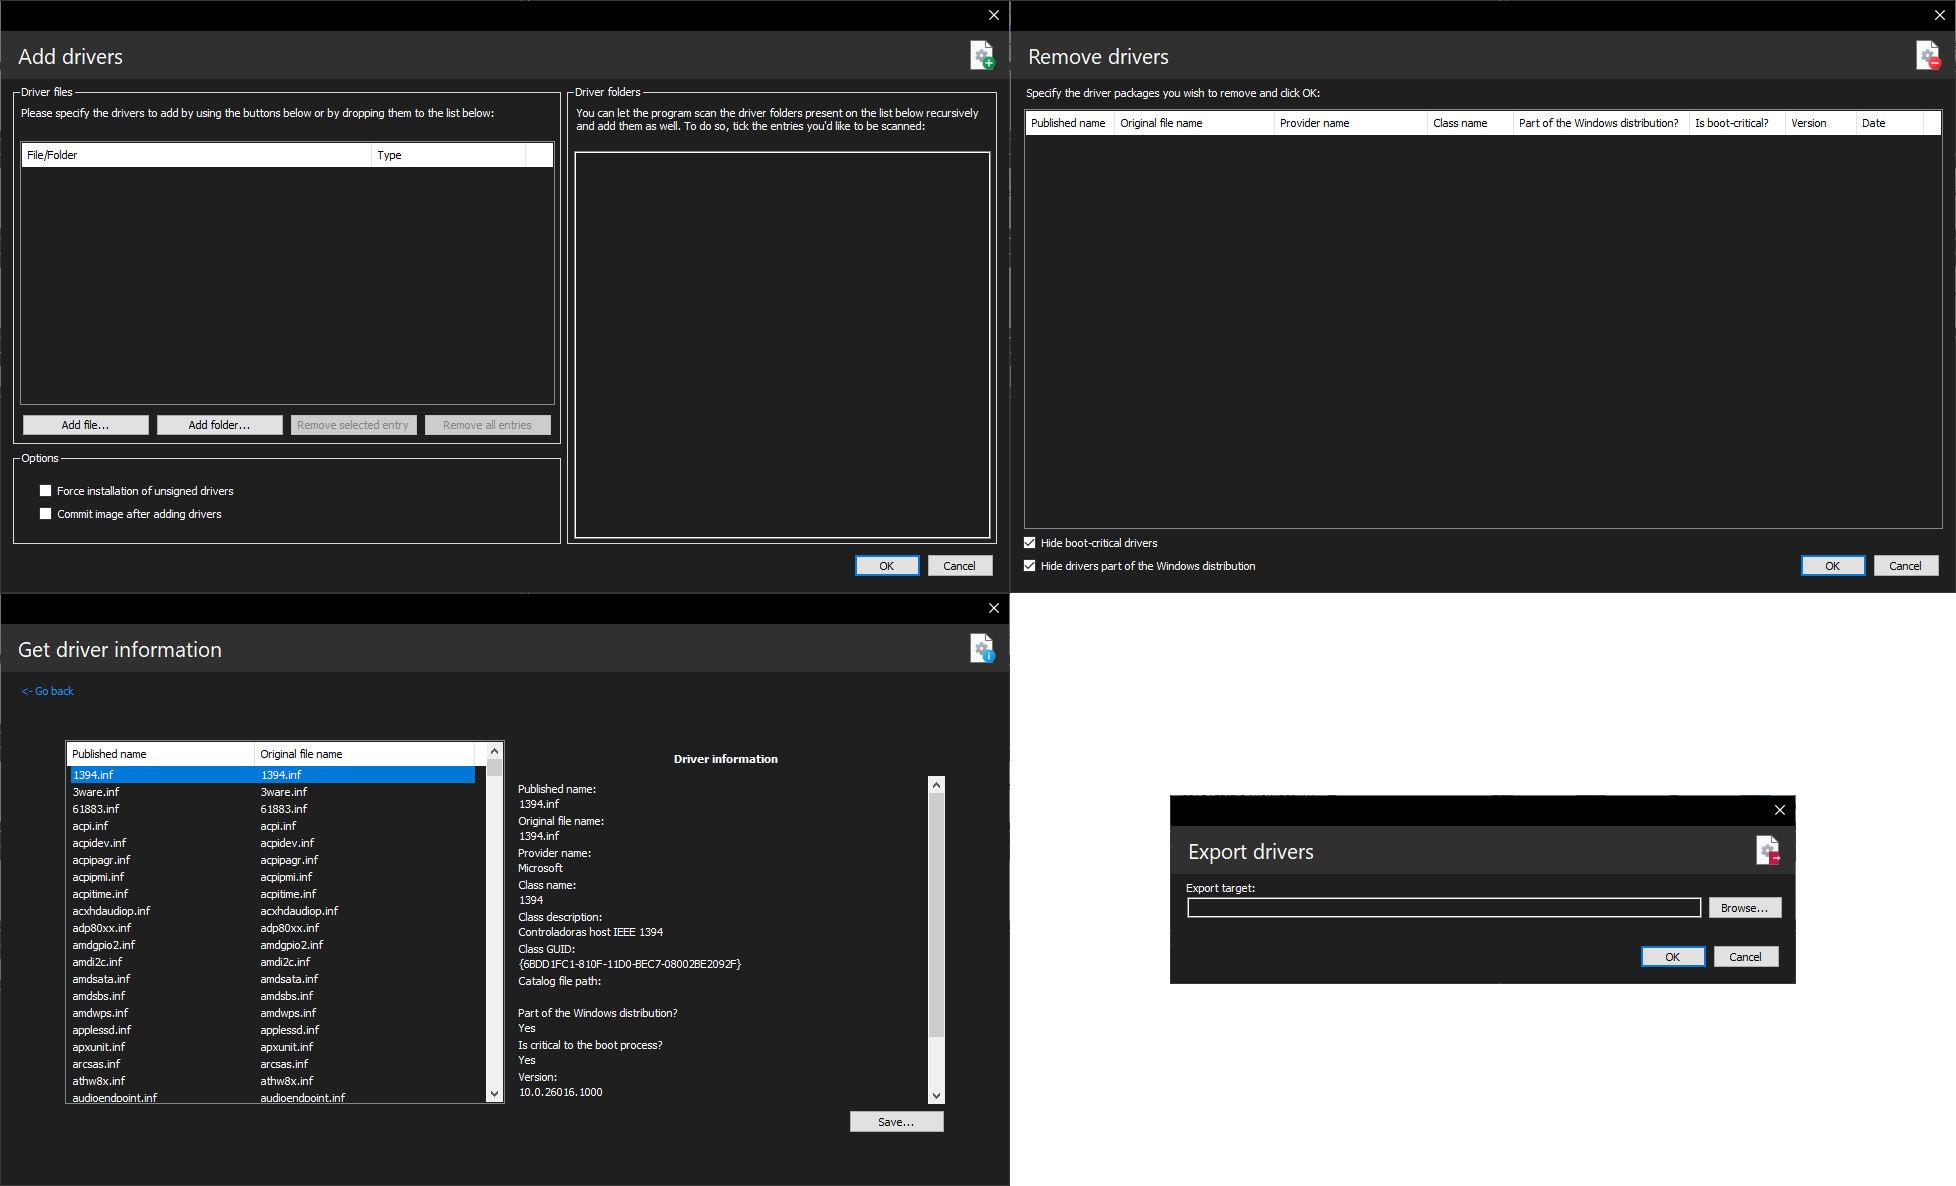 Add drivers
Driver files
Please specify the drivers to add by using the buttons below or by dropping them to the list below:
File/Folder Type
Add file... Add folder... Remove selected entry Remove all entries
Options
Force installation of unsigned drivers
Commit image after adding drivers
Driver folders
You can let the program scan the driver folders present on the list below recursively
and add them as well. To do so, tick the entries you'd like to be scanned:
OK Cancel
Remove drivers
Specify the driver packages you wish to remove and click OK:
Published name Original file name Provider name Class name Part of the Windows distribution? Is boot-critical? Version Date
Hide boot-critical drivers
Hide drivers part of the Windows distribution
OK Cancel
Get driver information
<- Go back
Published name Original file name
1394.inf 1394.inf
3ware.inf 3ware.inf
61883.inf 61883.inf
acpi.inf acpi.inf
acpidev.inf acpidev.inf
acpipagr.inf acpipagr.inf
acpipmi.inf acpipmi.inf
acpitime.inf acpitime.inf
acxhdaudiop.inf acxhdaudiop.inf
adp80xx.inf adp80xx.inf
amdgpio2.inf amdgpio2.inf
amdi2c.inf amdi2c.inf
amdsata.inf amdsata.inf
amdsbs.inf amdsbs.inf
amdwps.inf amdwps.inf
applessd.inf applessd.inf
apxunit.inf apxunit.inf
arcsas.inf arcsas.inf
athw8x.inf athw8x.inf
audioendpoint.inf audioendpoint.inf
Driver information
Published name:
1394.inf
Original file name:
1394.inf
Provider name:
Microsoft
Class name:
1394
Class description:
Controladoras host IEEE 1394
Class GUID:
{6BDD1FC1-810F-11D0-BEC7-08002BE2092F}
Catalog file path:
Part of the Windows distribution?
Yes
Is critical to the boot process?
Yes
Version:
10.0.26016.1000
Save...
Export drivers
Export target:
Browse...
OK Cancel